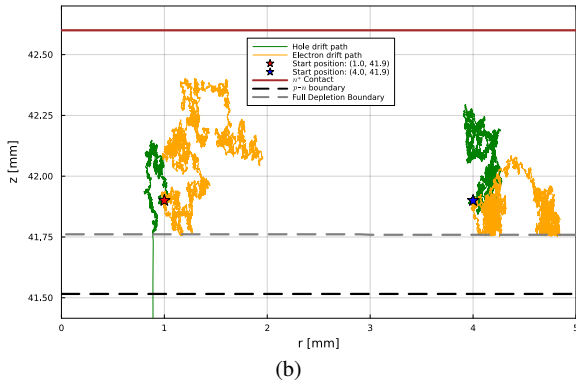 42.50
42.25
42.00
41.75
41.50
z [mm]
Hole drift path
Electron drift path
Start position: (1.0, 41.9)
Start position: (4.0, 41.9)
n⁺ Contact
p-n boundary
Full Depletion Boundary
0 1 2 3 4 5
r [mm]
(b)